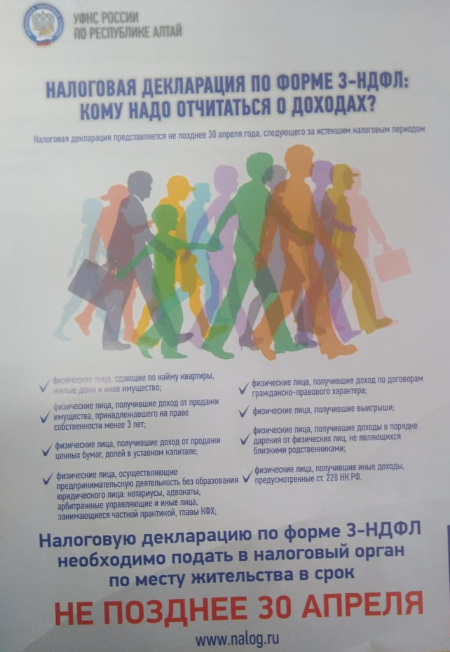 УФНС РОССИИ
ПО РЕСПУБЛИКЕ АЛТАЙ
НАЛОГОВАЯ ДЕКЛАРАЦИЯ ПО ФОРМЕ 3-НДФЛ:
КОМУ НАДО ОТЧИТАТЬСЯ О ДОХОДАХ?
Налоговая декларация представляется не позднее 30 апреля года, следующего за истекшим налоговым периодом
физические лица, сдающие по найму квартиры,
жилые дома и иное имущество;
физические лица, получившие доход от продажи
имущества, принадлежавшего на праве
собственности менее 3 лет;
физические лица, получившие доход от продажи
ценных бумаг, долей в уставном капитале;
физические лица, осуществляющие
предпринимательскую деятельность без образования
юридического лица: нотариусы, адвокаты,
арбитражные управляющие и иные лица,
занимающиеся частной практикой, главы КФХ;
физические лица, получившие доход по договорам
гражданско-правового характера;
физические лица, получившие выигрыши;
физические лица, получившие доходы в порядке
дарения от физических лиц, не являющихся
близкими родственниками;
физические лица, получившие иные доходы,
предусмотренные ст. 228 НК РФ.
Налоговую декларацию по форме 3-НДФЛ
необходимо подать в налоговый орган
по месту жительства в срок
НЕ ПОЗДНЕЕ 30 АПРЕЛЯ
www.nalog.ru